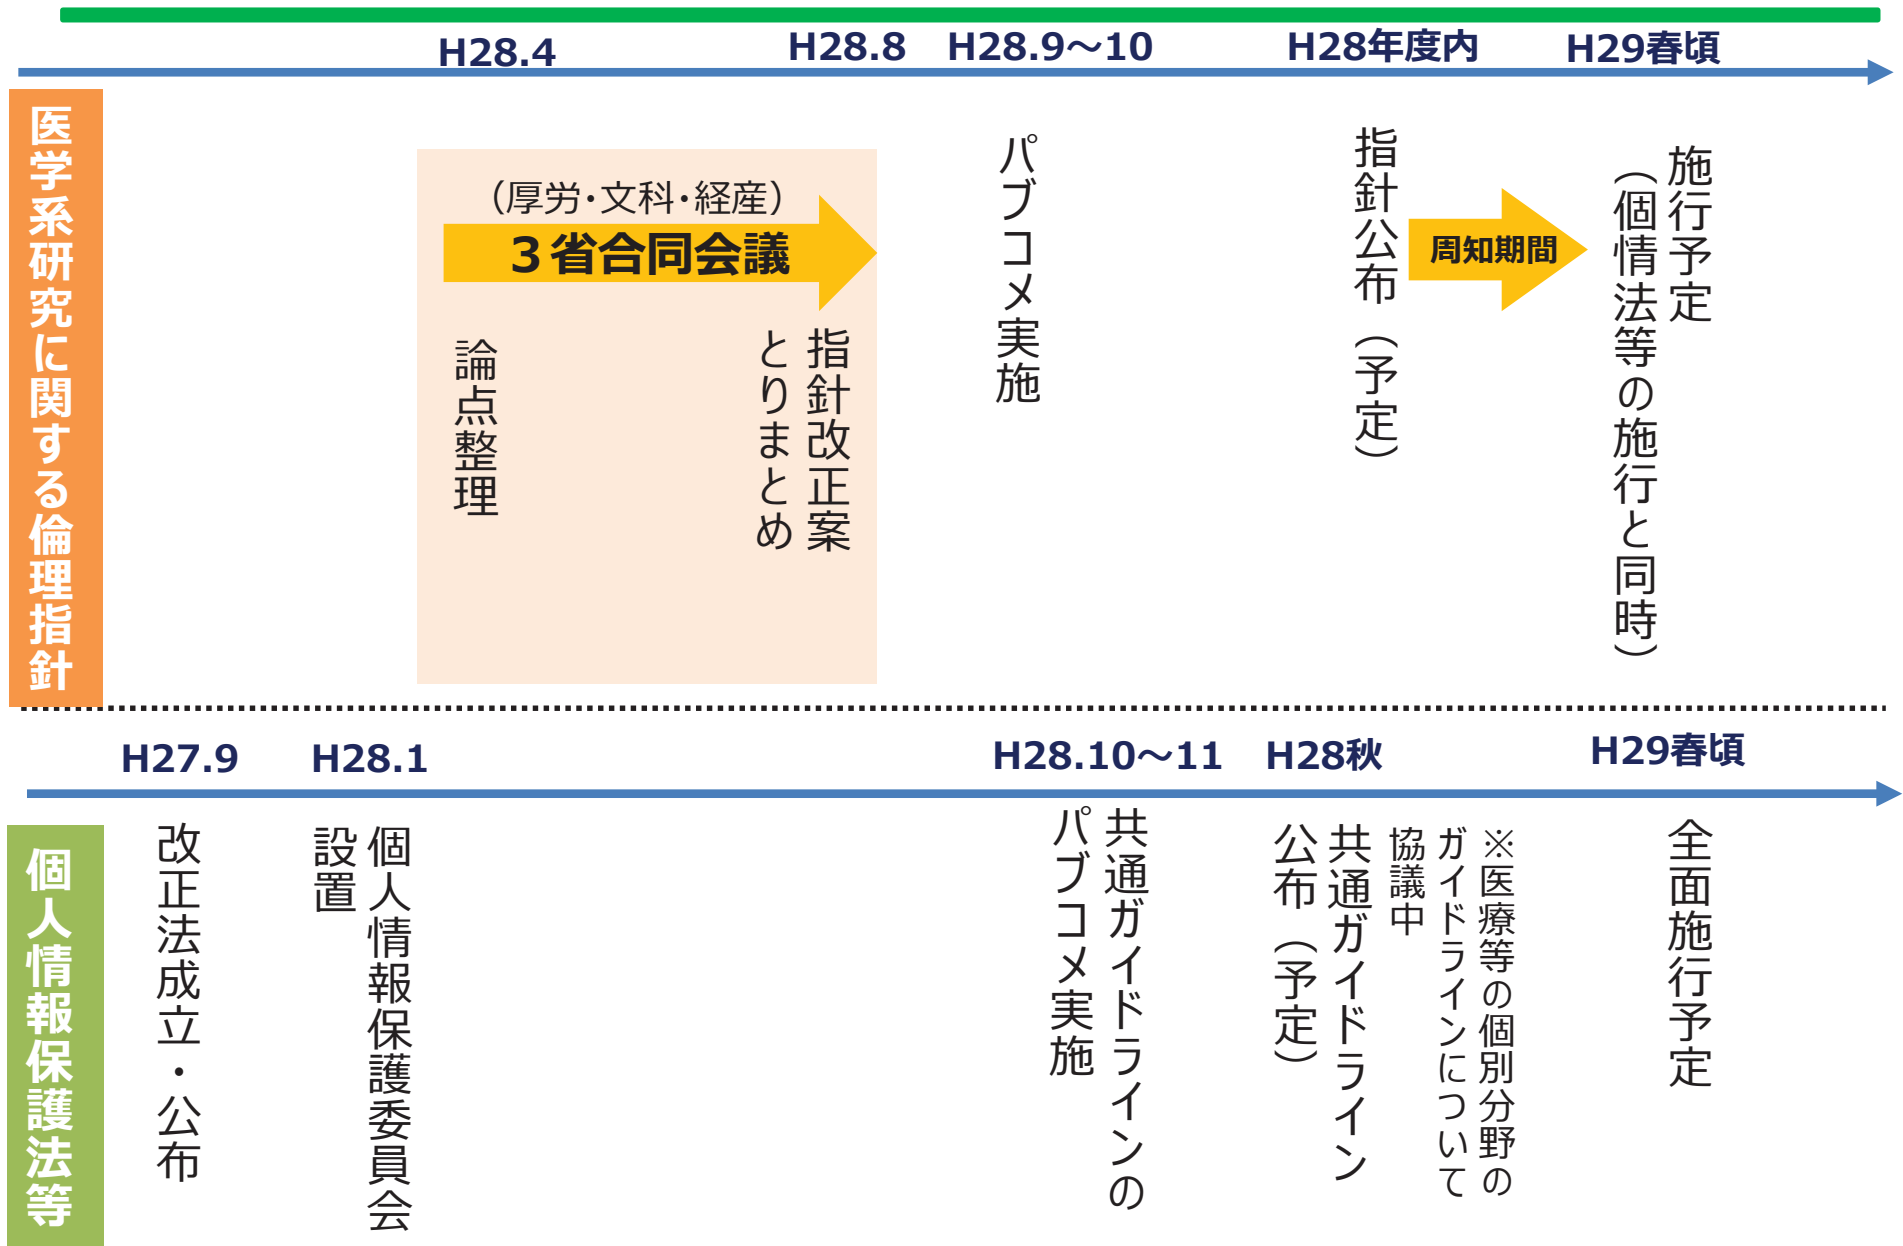 H28.4
H28.8
H28.9～10
H28年度内
H29春頃
医学系研究に関する倫理指針
（厚労・文科・経産）
３省合同会議
論点整理
指針改正案
とりまとめ
パブコメ実施
指針公布（予定）
周知期間
施行予定
（個情法等の施行と同時）
H27.9
H28.1
H28.10～11
H28秋
H29春頃
個人情報保護法等
改正法成立・公布
個人情報保護委員会
設置
共通ガイドラインの
パブコメ実施
共通ガイドライン
公布（予定）
※医療等の個別分野の
ガイドラインについて
協議中
全面施行予定